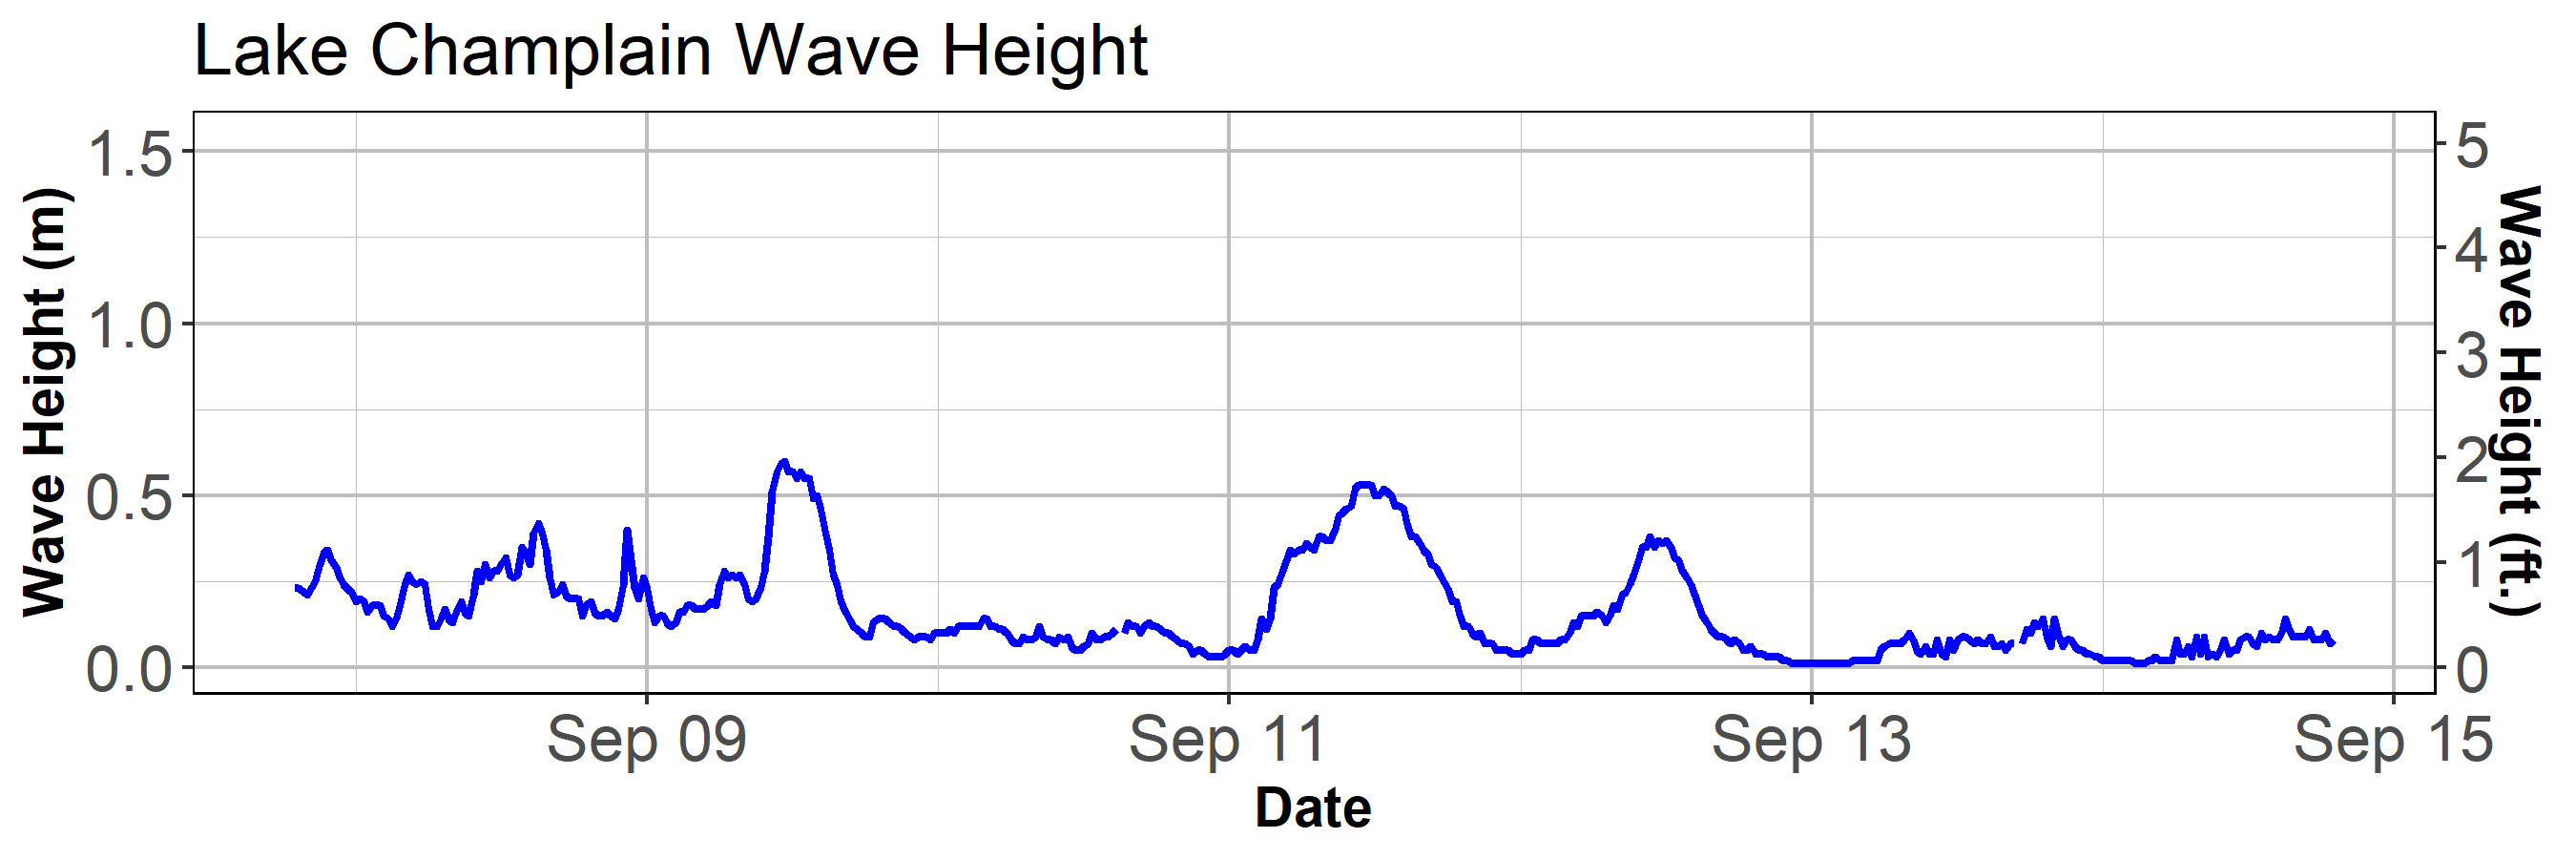 Lake Champlain Wave Height
Wave Height (m)
1.5
1.0
0.5
0.0
5
4
3
2
1
0
Wave Height (ft.)
Sep 09 Sep 11 Sep 13 Sep 15
Date